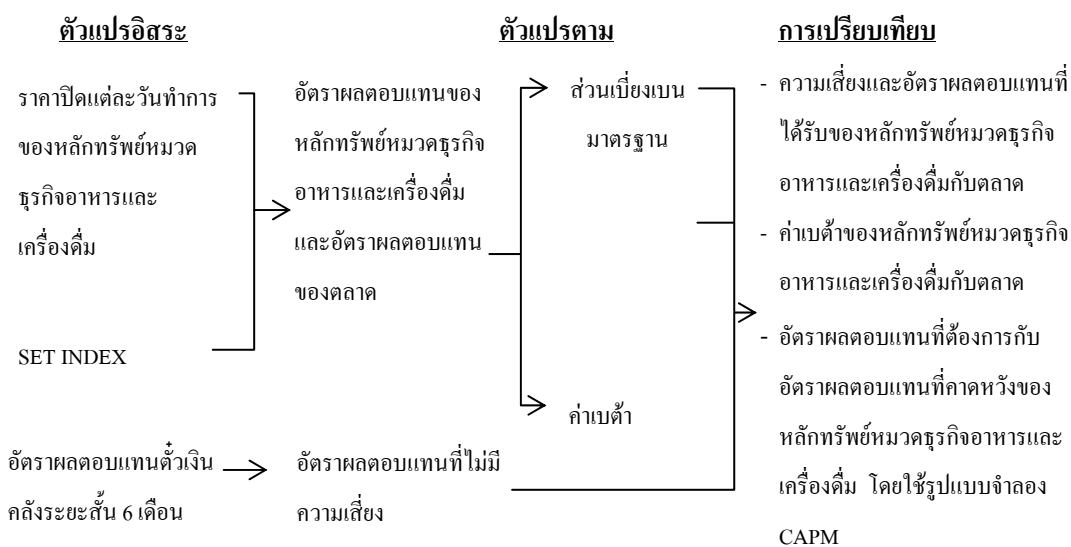 ตัวแปรอิสระ
ตัวแปรตาม
การเปรียบเทียบ
ราคาปิดแต่ละวันทำการ
ของหลักทรัพย์หมวด
ธุรกิจอาหารและ
เครื่องดื่ม
SET INDEX
อัตราผลตอบแทนตั๋วเงิน
คลังระยะสั้น 6 เดือน
อัตราผลตอบแทนของ
หลักทรัพย์หมวดธุรกิจ
อาหารและเครื่องดื่ม
และอัตราผลตอบแทน
ของตลาด
อัตราผลตอบแทนที่ไม่มี
ความเสี่ยง
ส่วนเบี่ยงเบน
มาตรฐาน
ค่าเบต้า
- ความเสี่ยงและอัตราผลตอบแทนที่
ได้รับของหลักทรัพย์หมวดธุรกิจ
อาหารและเครื่องดื่มกับตลาด
- ค่าเบต้าของหลักทรัพย์หมวดธุรกิจ
อาหารและเครื่องดื่มกับตลาด
- อัตราผลตอบแทนที่ต้องการกับ
อัตราผลตอบแทนที่คาดหวังของ
หลักทรัพย์หมวดธุรกิจอาหารและ
เครื่องดื่ม โดยใช้รูปแบบจำลอง
CAPM